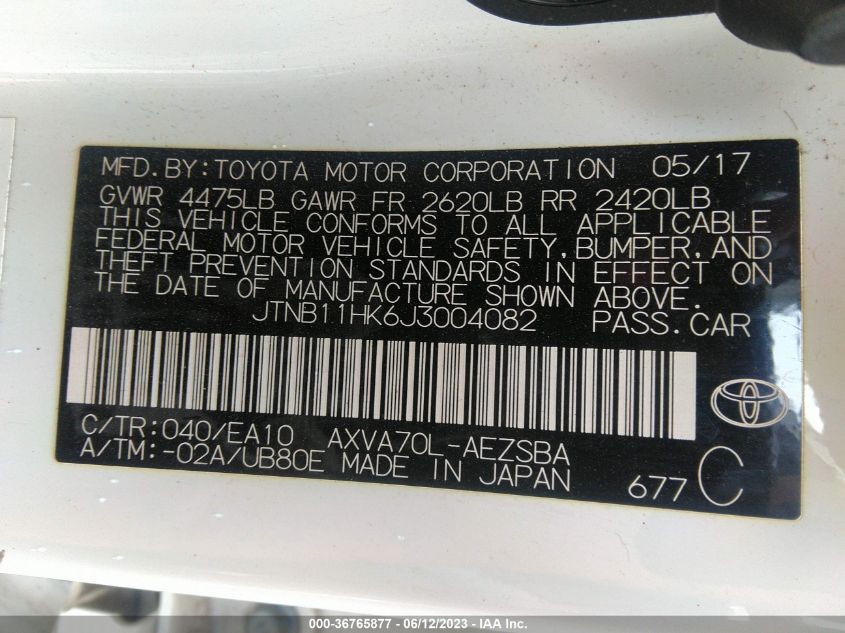 MFD.BY:TOYOTA MOTOR CORPORATION 05/17
GVWR 4475LB GAWR FR 2620LB RR 2420LB
THIS VEHICLE CONFORMS TO ALL APPLICABLE
FEDERAL MOTOR VEHICLE SAFETY,BUMPER,AND
THEFT PREVENTION STANDARDS IN EFFECT ON
THE DATE OF MANUFACTURE SHOWN ABOVE.
JTNB11HK6J3004082 PASS.CAR
C/TR:040/EA10 AXVA70L-AEZSBA
A/TM:-02A/UB80E MADE IN JAPAN 677 C
000-36765877 - 06/12/2023 - IAA Inc.